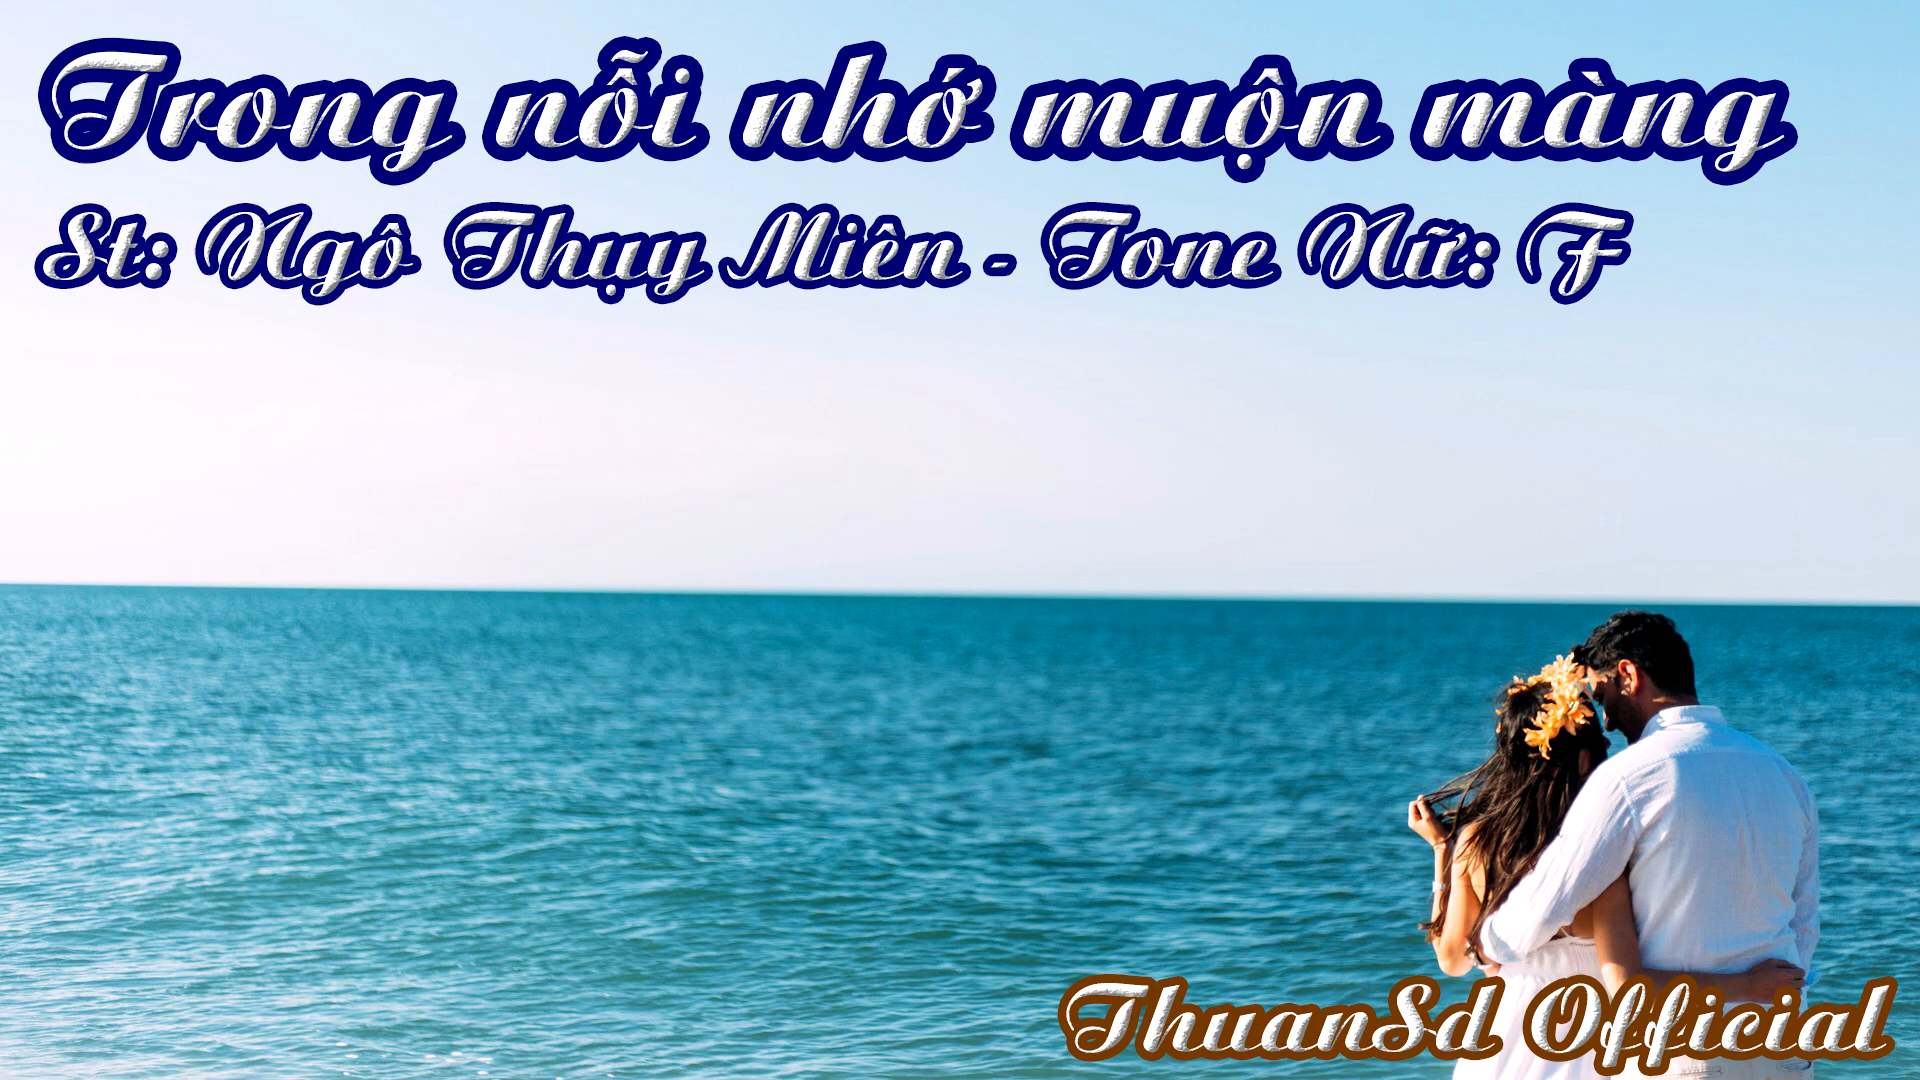 Trong nỗi nhớ muộn màng
St: Ngô Thụy Miên - Tone Nữ: F
ThuanSd Official